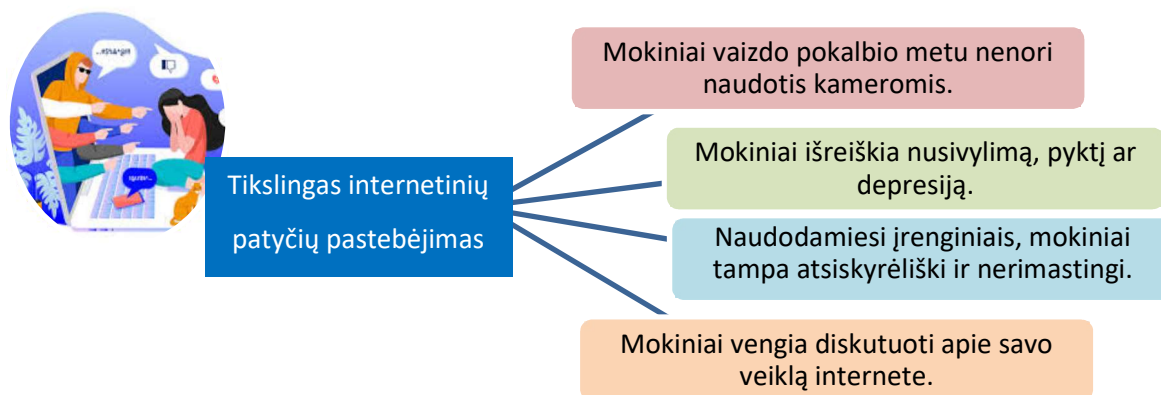 Mokiniai vaizdo pokalbio metu nenori
naudotis kameromis.
Mokiniai išreiškia nusivylimą, pyktį ar
depresiją.
Tikslingas internetinių
patyčių pastebėjimas
Naudodamiesi įrenginiais, mokiniai
tampa atsiskyrėliški ir nerimastingi.
Mokiniai vengia diskutuoti apie savo
veiklą internete.